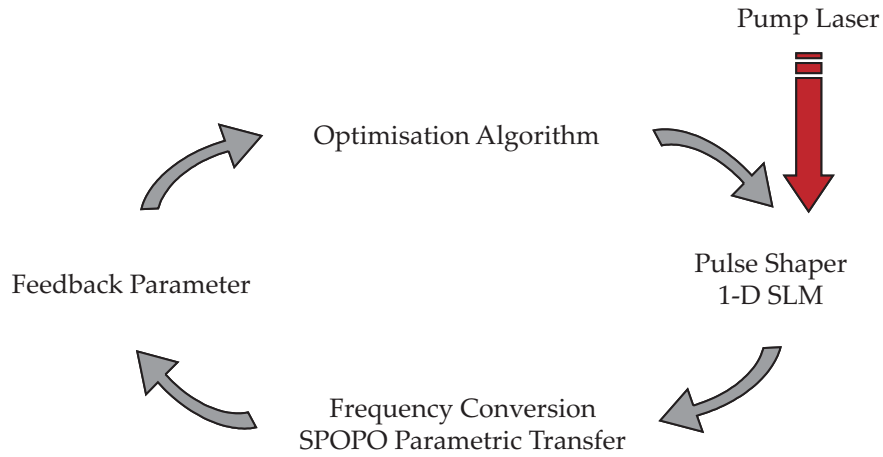 Pump Laser
Optimisation Algorithm
Pulse Shaper
1-D SLM
Feedback Parameter
Frequency Conversion
SPOPO Parametric Transfer